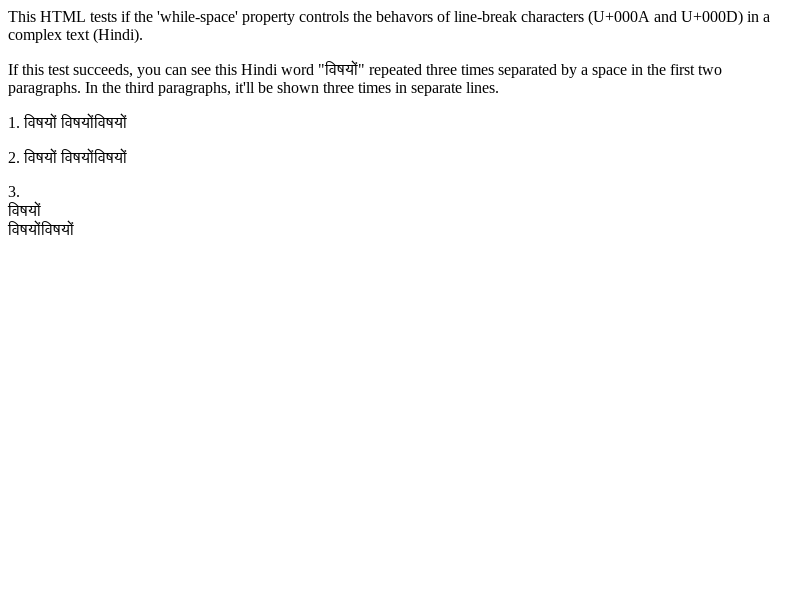 This HTML tests if the 'while-space' property controls the behavors of line-break characters (U+000A and U+000D) in a
complex text (Hindi).
If this test succeeds, you can see this Hindi word "विषयों" repeated three times separated by a space in the first two
paragraphs. In the third paragraphs, it'll be shown three times in separate lines.
1. विषयों विषयोंविषयों
2. विषयों विषयोंविषयों
3.
विषयों
विषयोंविषयों